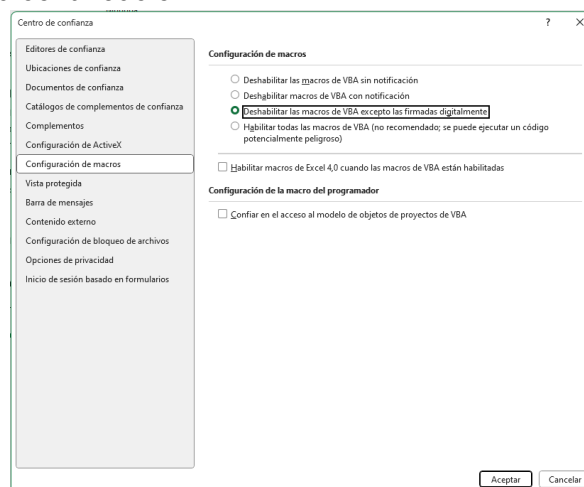 Centro de confianza
?
Editores de confianza
Ubicaciones de confianza
Documentos de confianza
Catálogos de complementos de confianza
Complementos
Configuración de ActiveX
Configuración de macros
Vista protegida
Barra de mensajes
Contenido externo
Configuración de bloqueo de archivos
Opciones de privacidad
Inicio de sesión basado en formularios
Configuración de macros
Deshabilitar las macros de VBA sin notificación
Deshabilitar macros de VBA con notificación
Deshabilitar las macros de VBA excepto las firmadas digitalmente
Habilitar todas las macros de VBA (no recomendado; se puede ejecutar un código
potencialmente peligroso)
Habilitar macros de Excel 4,0 cuando las macros de VBA están habilitadas
Configuración de la macro del programador
Confiar en el acceso al modelo de objetos de proyectos de VBA
Aceptar
Cancelar